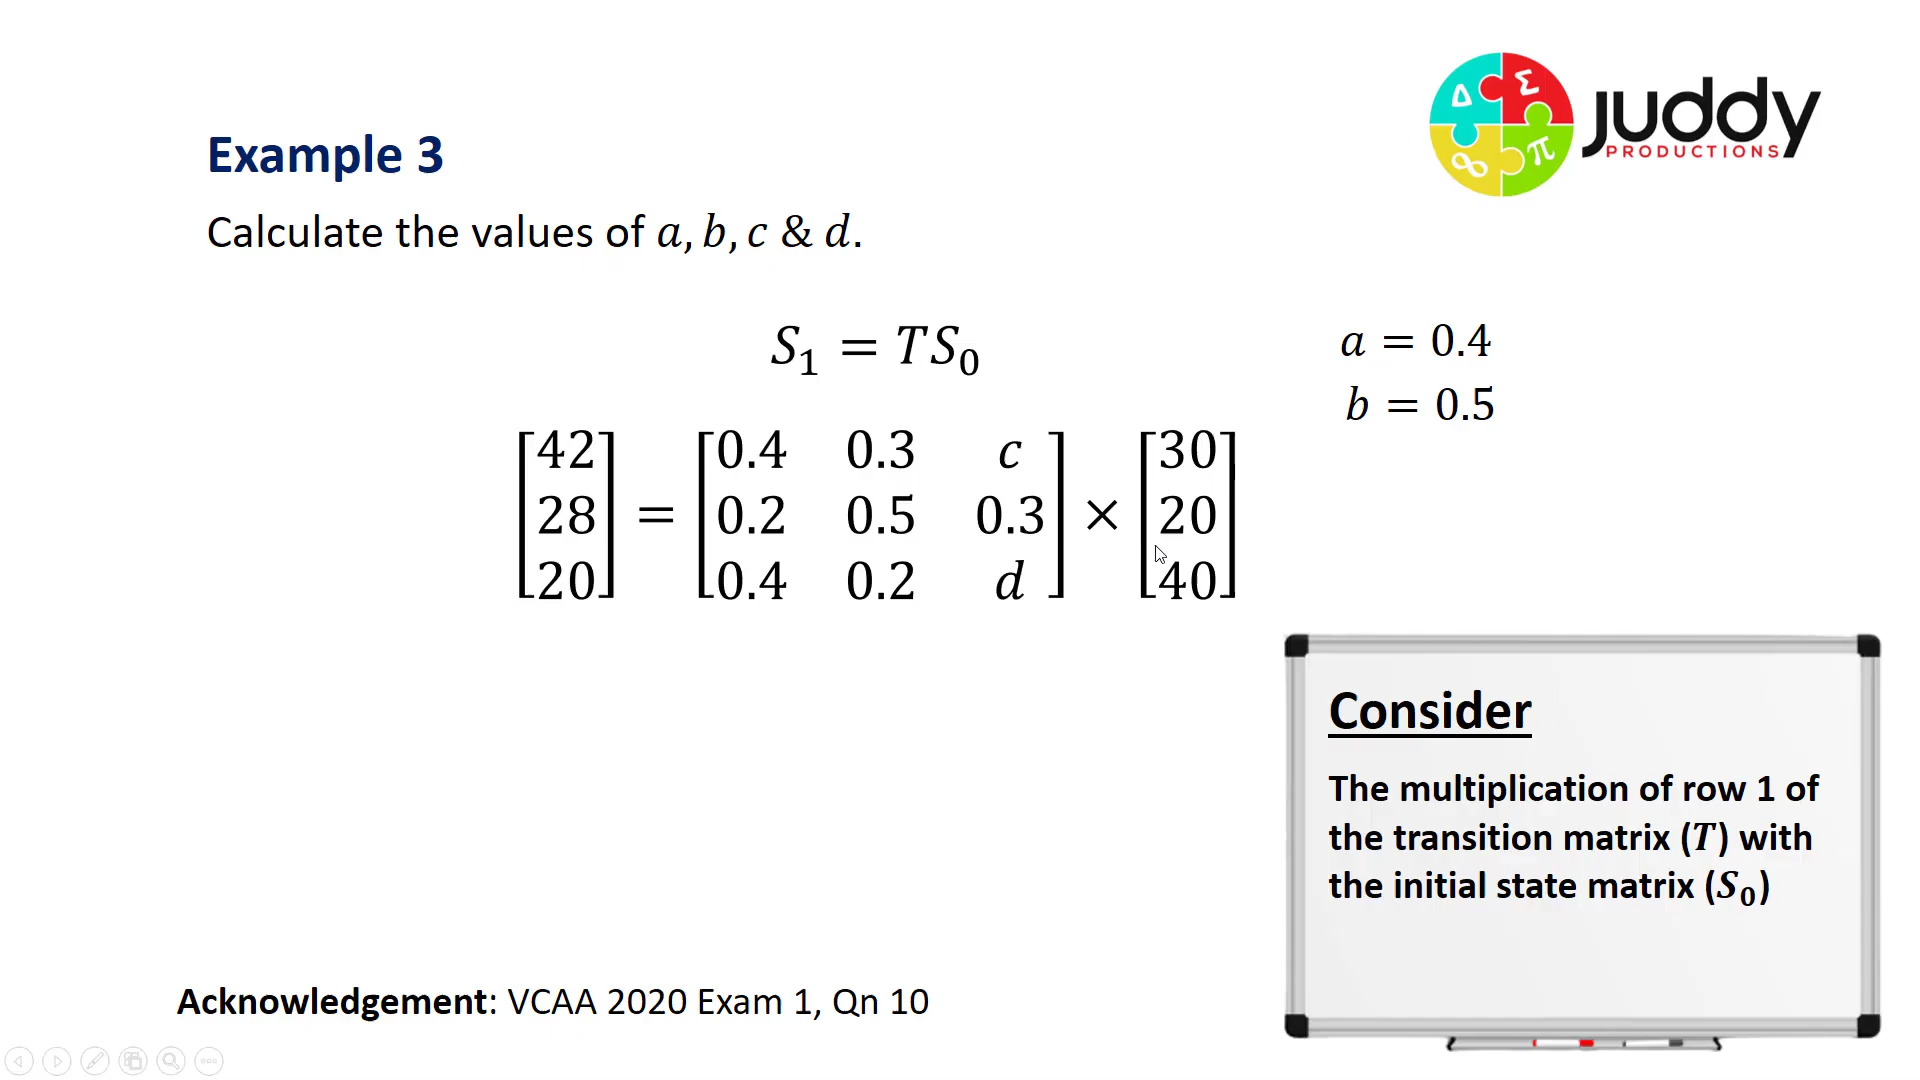 Δ Σ
∞ π
juddy
PRODUCTIONS
Example 3
Calculate the values of a, b, c & d.
S₁ = TS₀
a = 0.4
b = 0.5
[42] = [0.4 0.3 c] × [30]
[28] [0.2 0.5 0.3] [20]
[20] [0.4 0.2 d] [40]
Consider
The multiplication of row 1 of
the transition matrix (T) with
the initial state matrix (S₀)
Acknowledgement: VCAA 2020 Exam 1, Qn 10